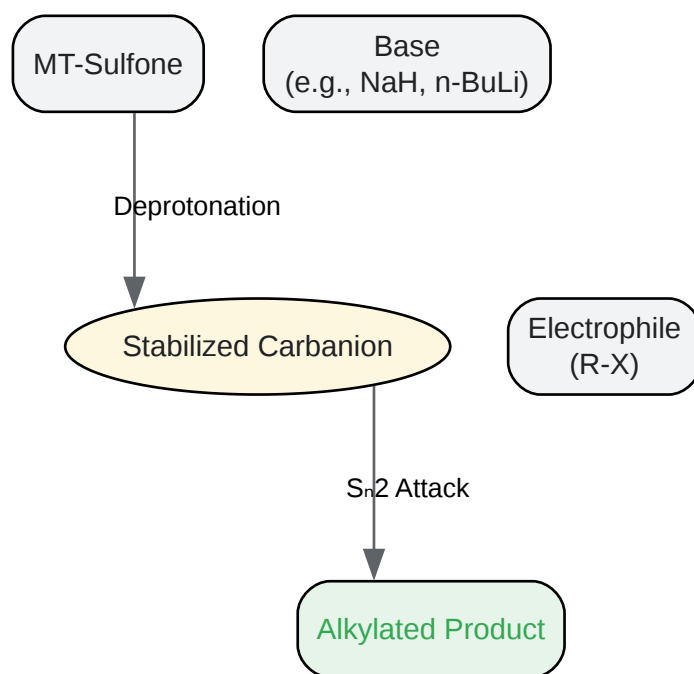 MT-Sulfone
Base
(e.g., NaH, n-BuLi)
Deprotonation
Stabilized Carbanion
Electrophile
(R-X)
Sₙ2 Attack
Alkylated Product